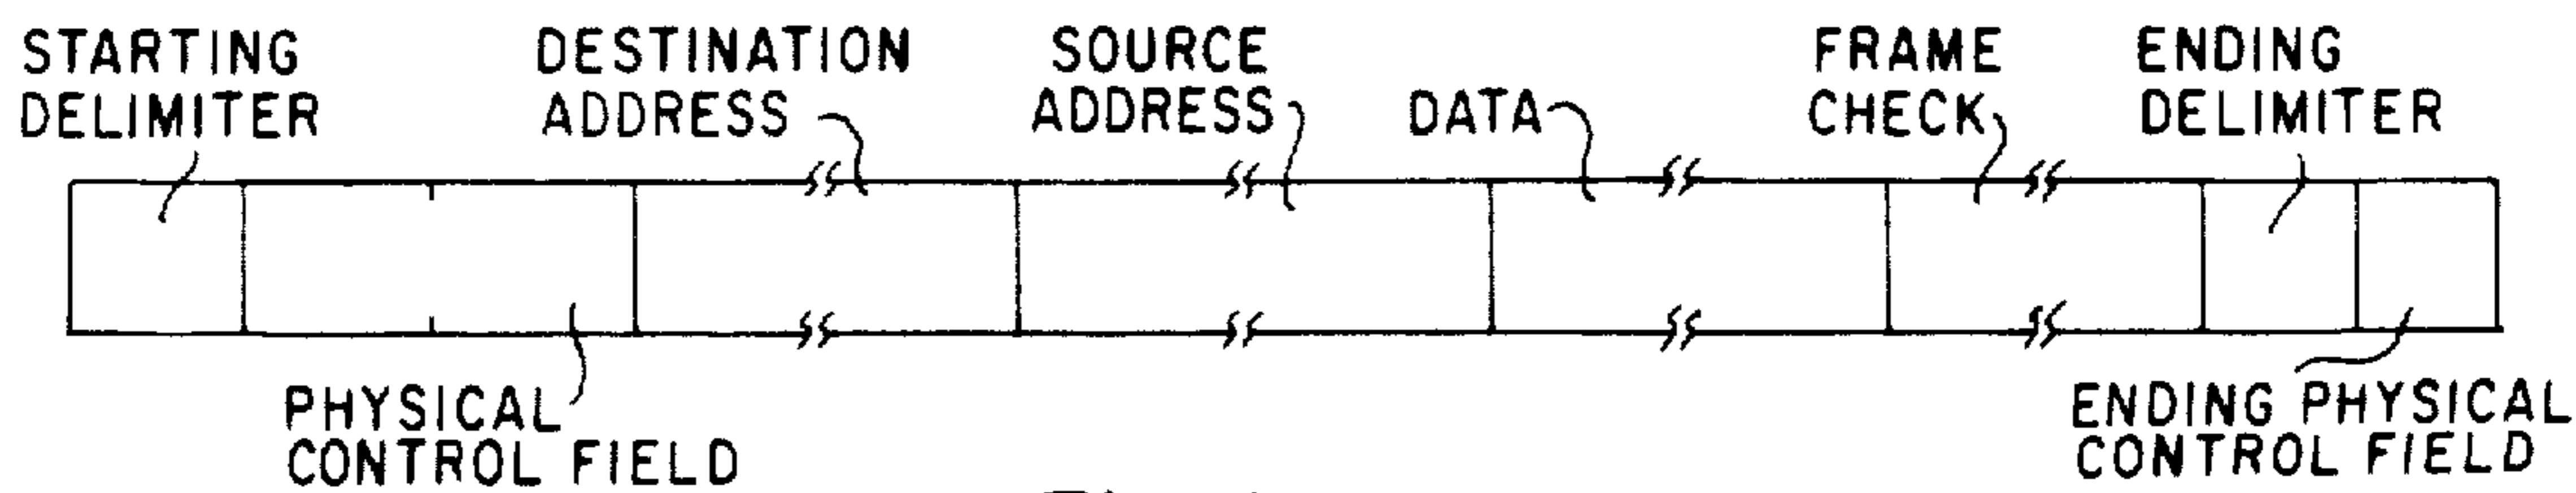 STARTING
DELIMITER
DESTINATION
ADDRESS
SOURCE
ADDRESS
DATA
FRAME
CHECK
ENDING
DELIMITER
PHYSICAL
CONTROL FIELD
ENDING PHYSICAL
CONTROL FIELD